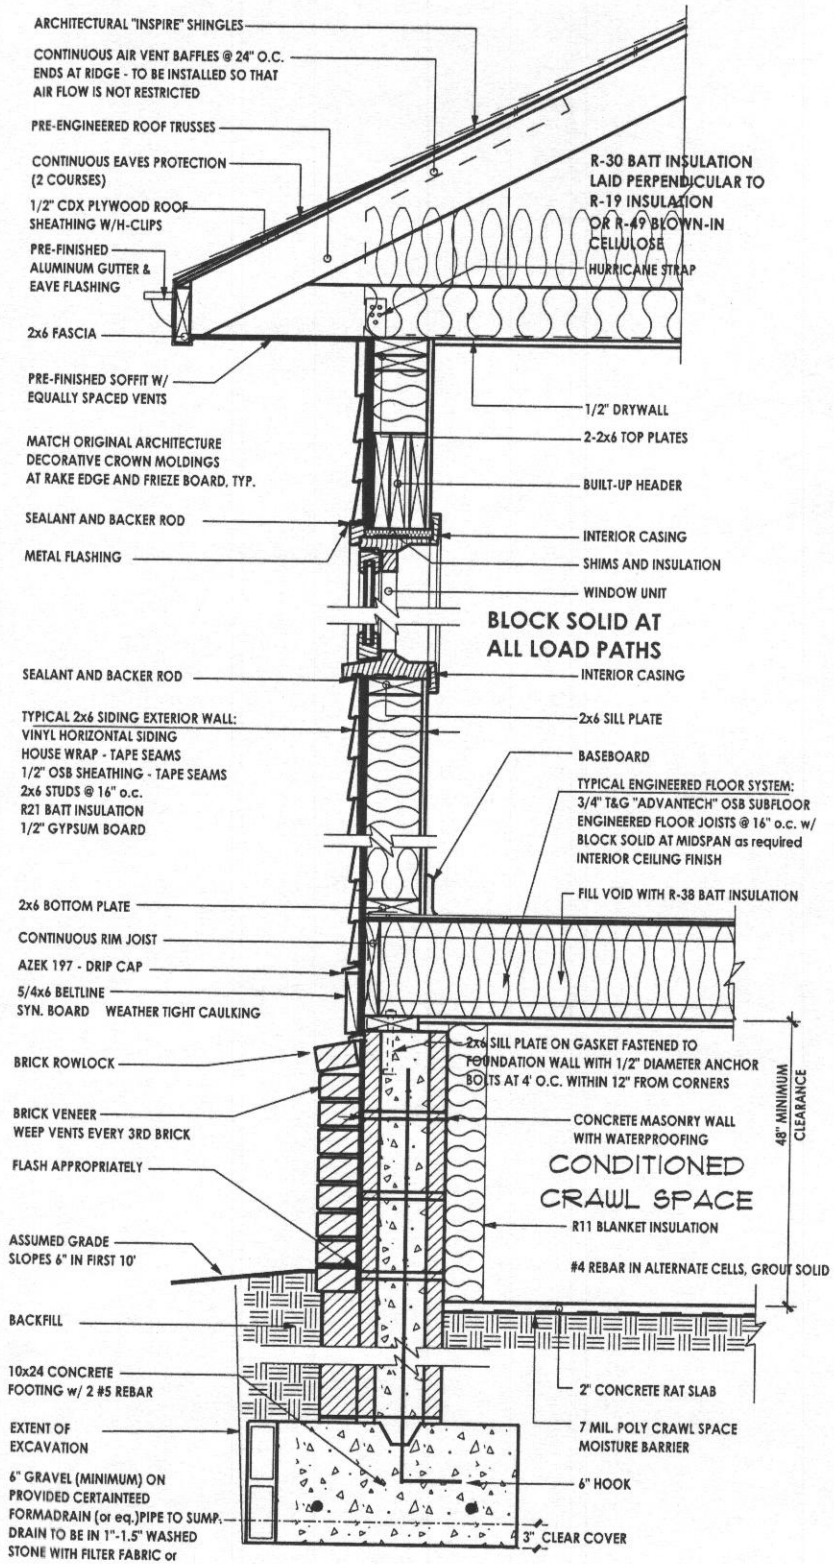 ARCHITECTURAL "INSPIRE" SHINGLES
CONTINUOUS AIR VENT BAFFLES @ 24" O.C.
ENDS AT RIDGE - TO BE INSTALLED SO THAT
AIR FLOW IS NOT RESTRICTED
PRE-ENGINEERED ROOF TRUSSES
CONTINUOUS EAVES PROTECTION
(2 COURSES)
1/2" CDX PLYWOOD ROOF
SHEATHING W/H-CLIPS
PRE-FINISHED
ALUMINUM GUTTER &
EAVE FLASHING
2x6 FASCIA
PRE-FINISHED SOFFIT W/
EQUALLY SPACED VENTS
MATCH ORIGINAL ARCHITECTURE
DECORATIVE CROWN MOLDINGS
AT RAKE EDGE AND FRIEZE BOARD, TYP.
SEALANT AND BACKER ROD
METAL FLASHING
SEALANT AND BACKER ROD
TYPICAL 2x6 SIDING EXTERIOR WALL:
VINYL HORIZONTAL SIDING
HOUSE WRAP - TAPE SEAMS
1/2" OSB SHEATHING - TAPE SEAMS
2x6 STUDS @ 16" o.c.
R21 BATT INSULATION
1/2" GYPSUM BOARD
2x6 BOTTOM PLATE
CONTINUOUS RIM JOIST
AZEK 197 - DRIP CAP
5/4x6 BELTLINE
SYN. BOARD WEATHER TIGHT CAULKING
BRICK ROWLOCK
BRICK VENEER
WEEP VENTS EVERY 3RD BRICK
FLASH APPROPRIATELY
ASSUMED GRADE
SLOPES 6" IN FIRST 10'
BACKFILL
10x24 CONCRETE
FOOTING w/ 2 #5 REBAR
EXTENT OF
EXCAVATION
6" GRAVEL (MINIMUM) ON
PROVIDED CERTAINTEED
FORMADRAIN (or eq.)PIPE TO SUMP.
DRAIN TO BE IN 1"-1.5" WASHED
STONE WITH FILTER FABRIC or
R-30 BATT INSULATION
LAID PERPENDICULAR TO
R-19 INSULATION
OR R-49 BLOWN-IN
CELLULOSE
HURRICANE STRAP
1/2" DRYWALL
2-2x6 TOP PLATES
BUILT-UP HEADER
INTERIOR CASING
SHIMS AND INSULATION
WINDOW UNIT
BLOCK SOLID AT
ALL LOAD PATHS
INTERIOR CASING
2x6 SILL PLATE
BASEBOARD
TYPICAL ENGINEERED FLOOR SYSTEM:
3/4" T&G "ADVANTECH" OSB SUBFLOOR
ENGINEERED FLOOR JOISTS @ 16" o.c. w/
BLOCK SOLID AT MIDSPAN as required
INTERIOR CEILING FINISH
FILL VOID WITH R-38 BATT INSULATION
2x6 SILL PLATE ON GASKET FASTENED TO
FOUNDATION WALL WITH 1/2" DIAMETER ANCHOR
BOLTS AT 4' O.C. WITHIN 12" FROM CORNERS
CONCRETE MASONRY WALL
WITH WATERPROOFING
48" MINIMUM
CLEARANCE
CONDITIONED
CRAWL SPACE
R11 BLANKET INSULATION
#4 REBAR IN ALTERNATE CELLS, GROUT SOLID
2" CONCRETE RAT SLAB
7 MIL. POLY CRAWL SPACE
MOISTURE BARRIER
6" HOOK
3" CLEAR COVER